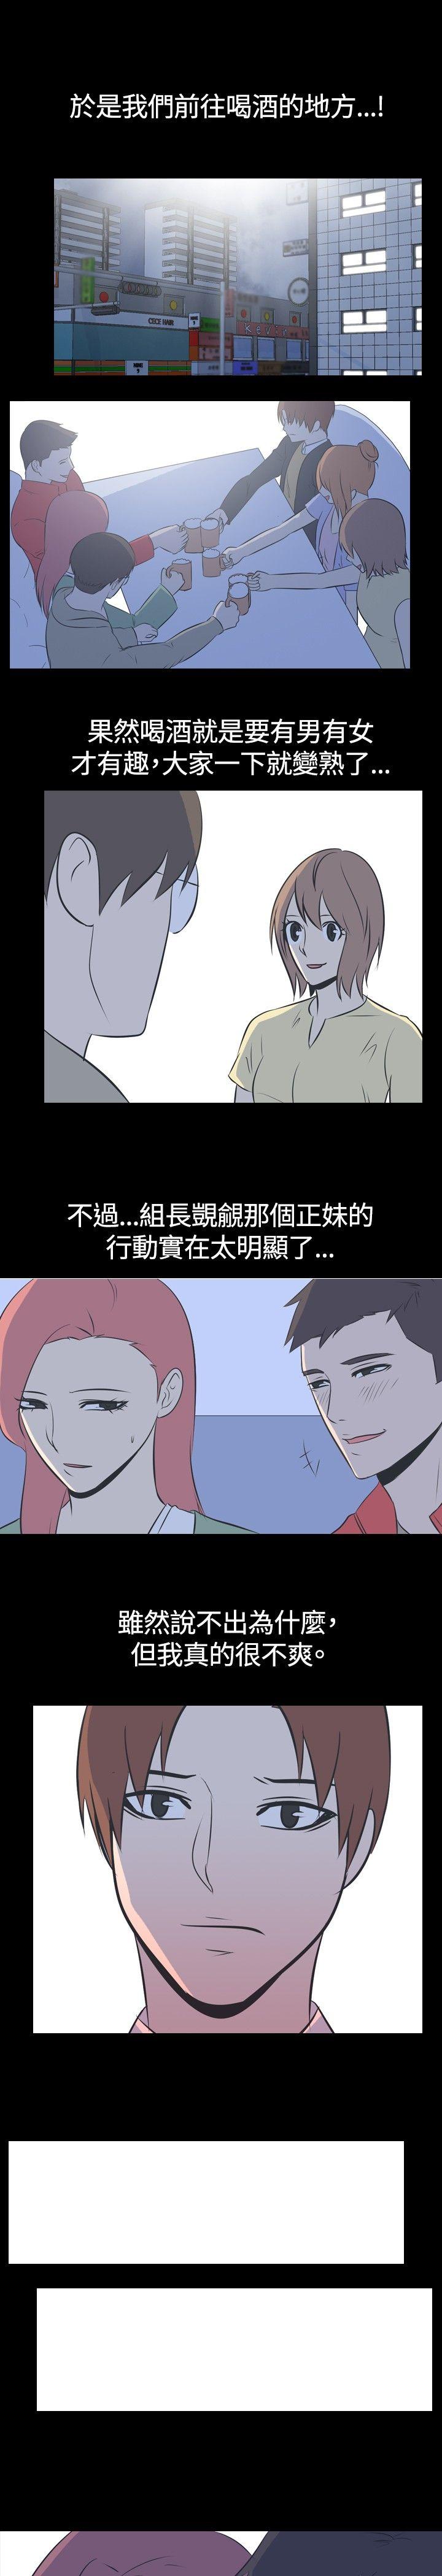 於是我們前往喝酒的地方...!
CECI HAIR
果然喝酒就是要有男有女
才有趣，大家一下就變熟了...
不過...組長覬覦那個正妹的
行動實在太明顯了...
雖然說不出為什麼，
但我真的很不爽。